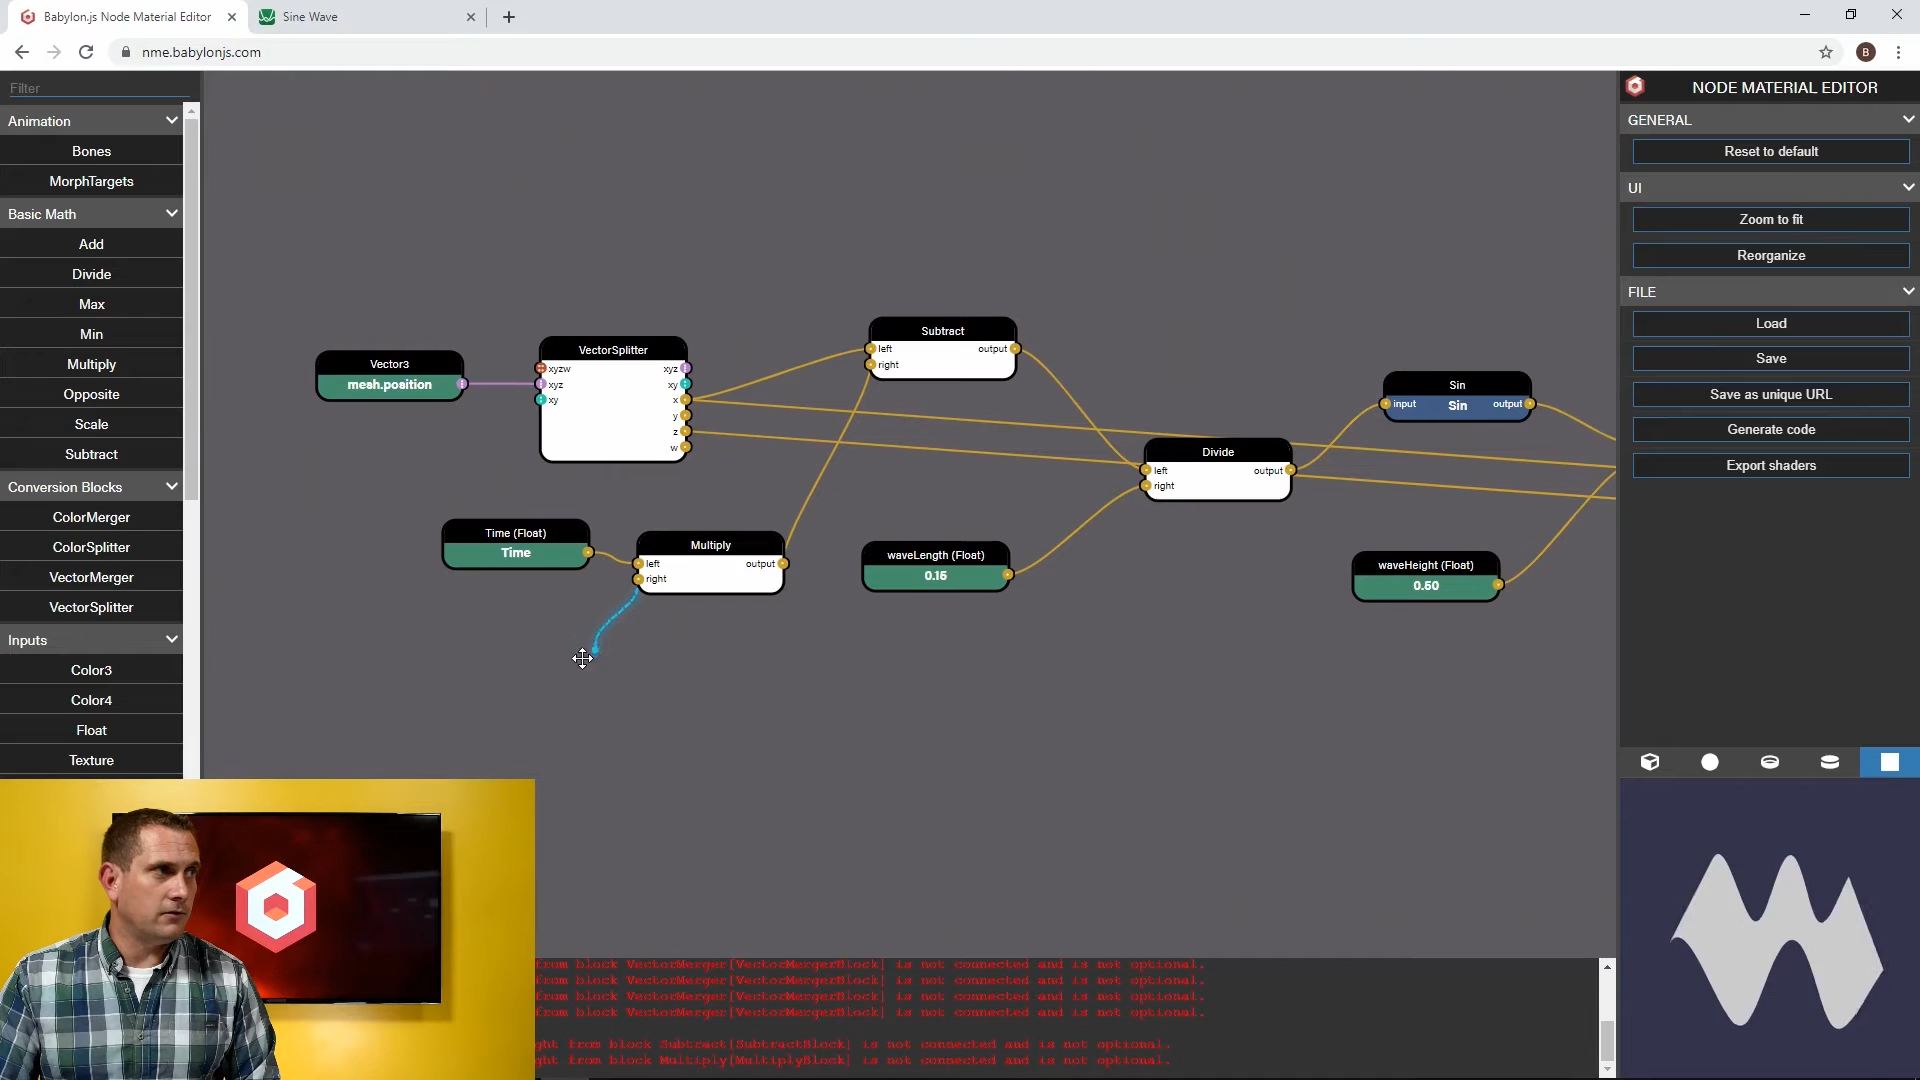 Babylon.js Node Material Editor
Sine Wave
nme.babylonjs.com
B
Filter
Animation
Bones
MorphTargets
Basic Math
Add
Divide
Max
Min
Multiply
Opposite
Scale
Subtract
Conversion Blocks
ColorMerger
ColorSplitter
VectorMerger
VectorSplitter
Inputs
Color3
Color4
Float
Texture
Vector3
mesh.position
VectorSplitter
xyzw
xyz
xyz
xy
xy
x
y
z
w
Subtract
left
output
right
Divide
left
output
right
Sin
input
Sin
output
Time (Float)
Time
Multiply
left
output
right
waveLength (Float)
0.15
waveHeight (Float)
0.50
from block VectorMerger[VectorMergerBlock] is not connected and is not optional.
from block VectorMerger[VectorMergerBlock] is not connected and is not optional.
from block VectorMerger[VectorMergerBlock] is not connected and is not optional.
from block VectorMerger[VectorMergerBlock] is not connected and is not optional.
ght from block Subtract[SubtractBlock] is not connected and is not optional.
ght from block Multiply[MultiplyBlock] is not connected and is not optional.
NODE MATERIAL EDITOR
GENERAL
Reset to default
UI
Zoom to fit
Reorganize
FILE
Load
Save
Save as unique URL
Generate code
Export shaders